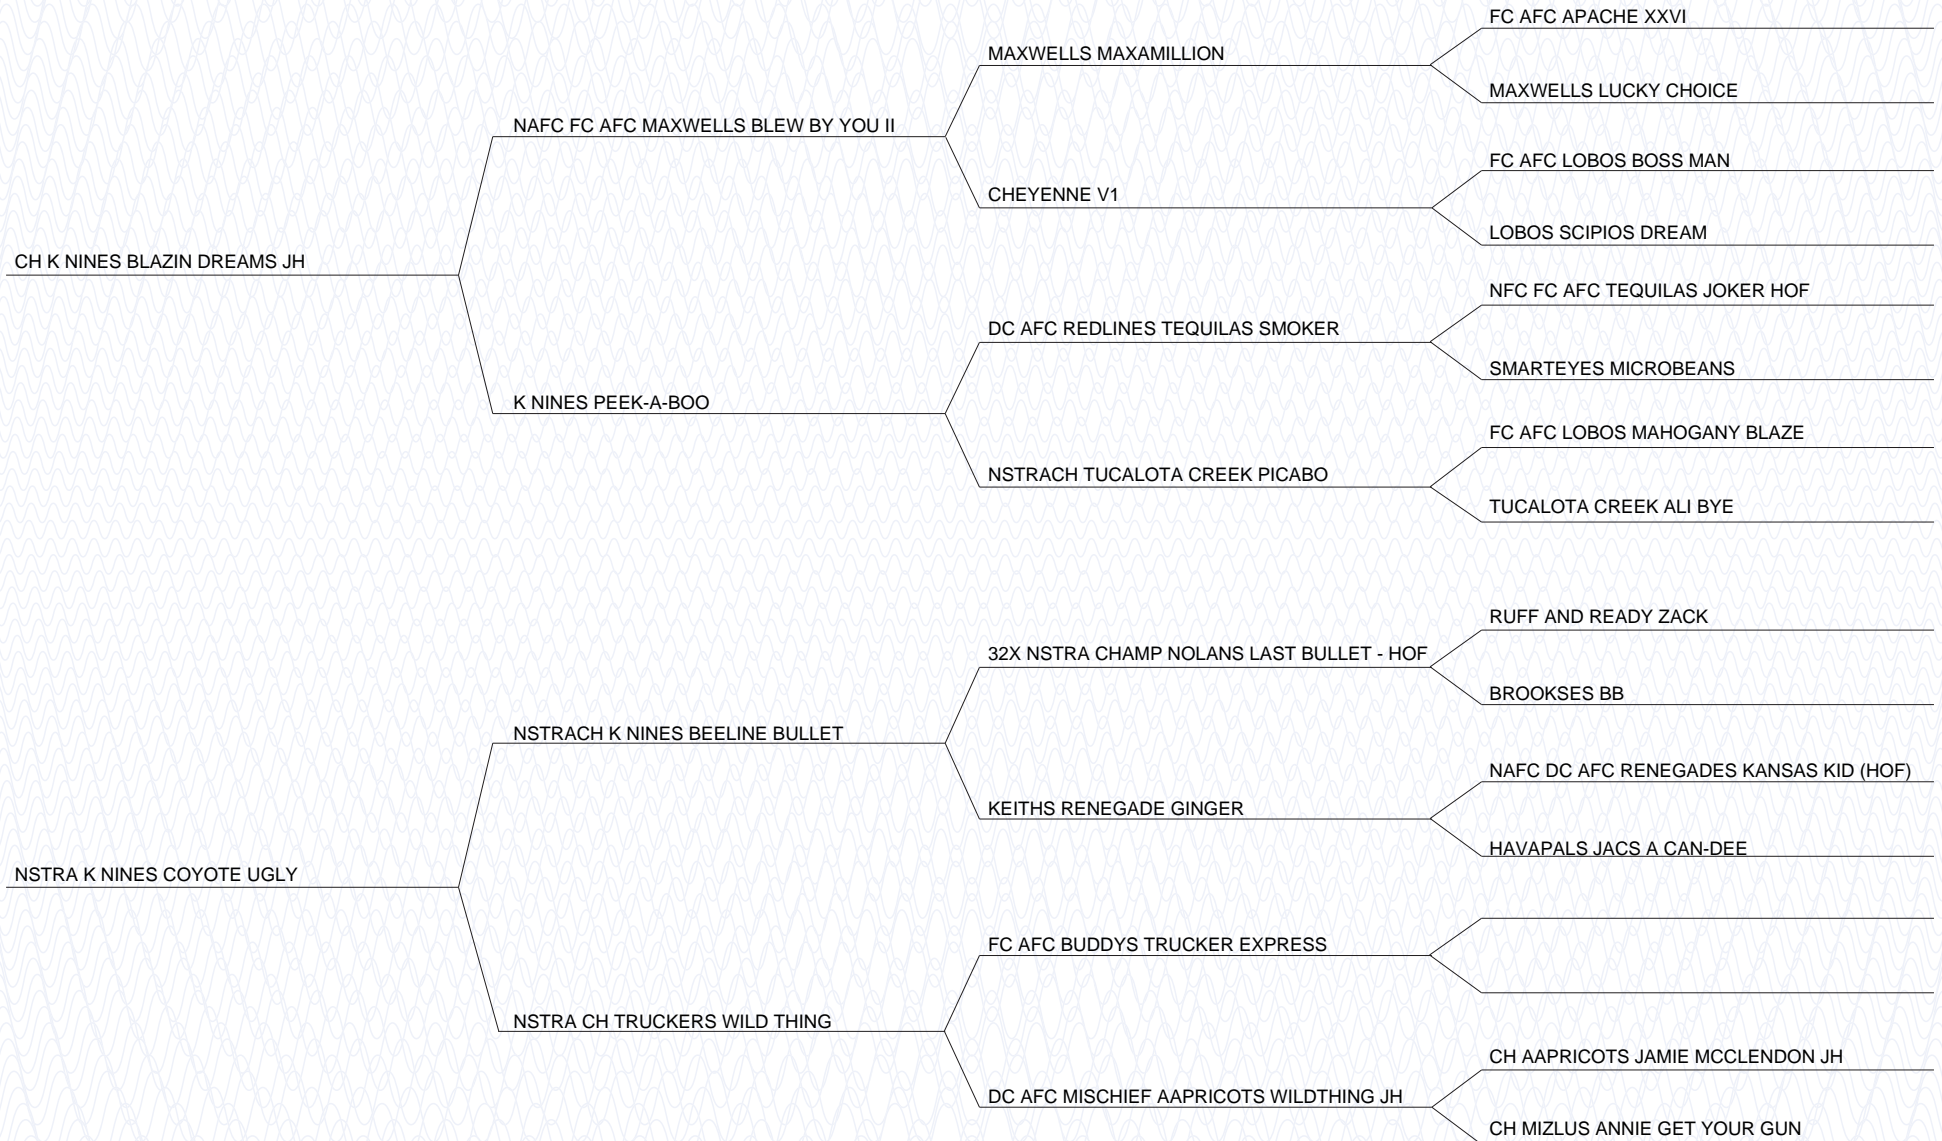 FC AFC APACHE XXVI
MAXWELLS MAXAMILLION
MAXWELLS LUCKY CHOICE
NAFC FC AFC MAXWELLS BLEW BY YOU II
FC AFC LOBOS BOSS MAN
CHEYENNE V1
LOBOS SCIPIOS DREAM
CH K NINES BLAZIN DREAMS JH
NFC FC AFC TEQUILAS JOKER HOF
DC AFC REDLINES TEQUILAS SMOKER
SMARTEYES MICROBEANS
K NINES PEEK-A-BOO
FC AFC LOBOS MAHOGANY BLAZE
NSTRACH TUCALOTA CREEK PICABO
TUCALOTA CREEK ALI BYE
RUFF AND READY ZACK
32X NSTRA CHAMP NOLANS LAST BULLET - HOF
BROOKSES BB
NSTRACH K NINES BEELINE BULLET
NAFC DC AFC RENEGADES KANSAS KID (HOF)
KEITHS RENEGADE GINGER
HAVAPALS JACS A CAN-DEE
NSTRA K NINES COYOTE UGLY
FC AFC BUDDYS TRUCKER EXPRESS
NSTRA CH TRUCKERS WILD THING
CH AAPRICOTS JAMIE MCCLENDON JH
DC AFC MISCHIEF AAPRICOTS WILDTHING JH
CH MIZLUS ANNIE GET YOUR GUN